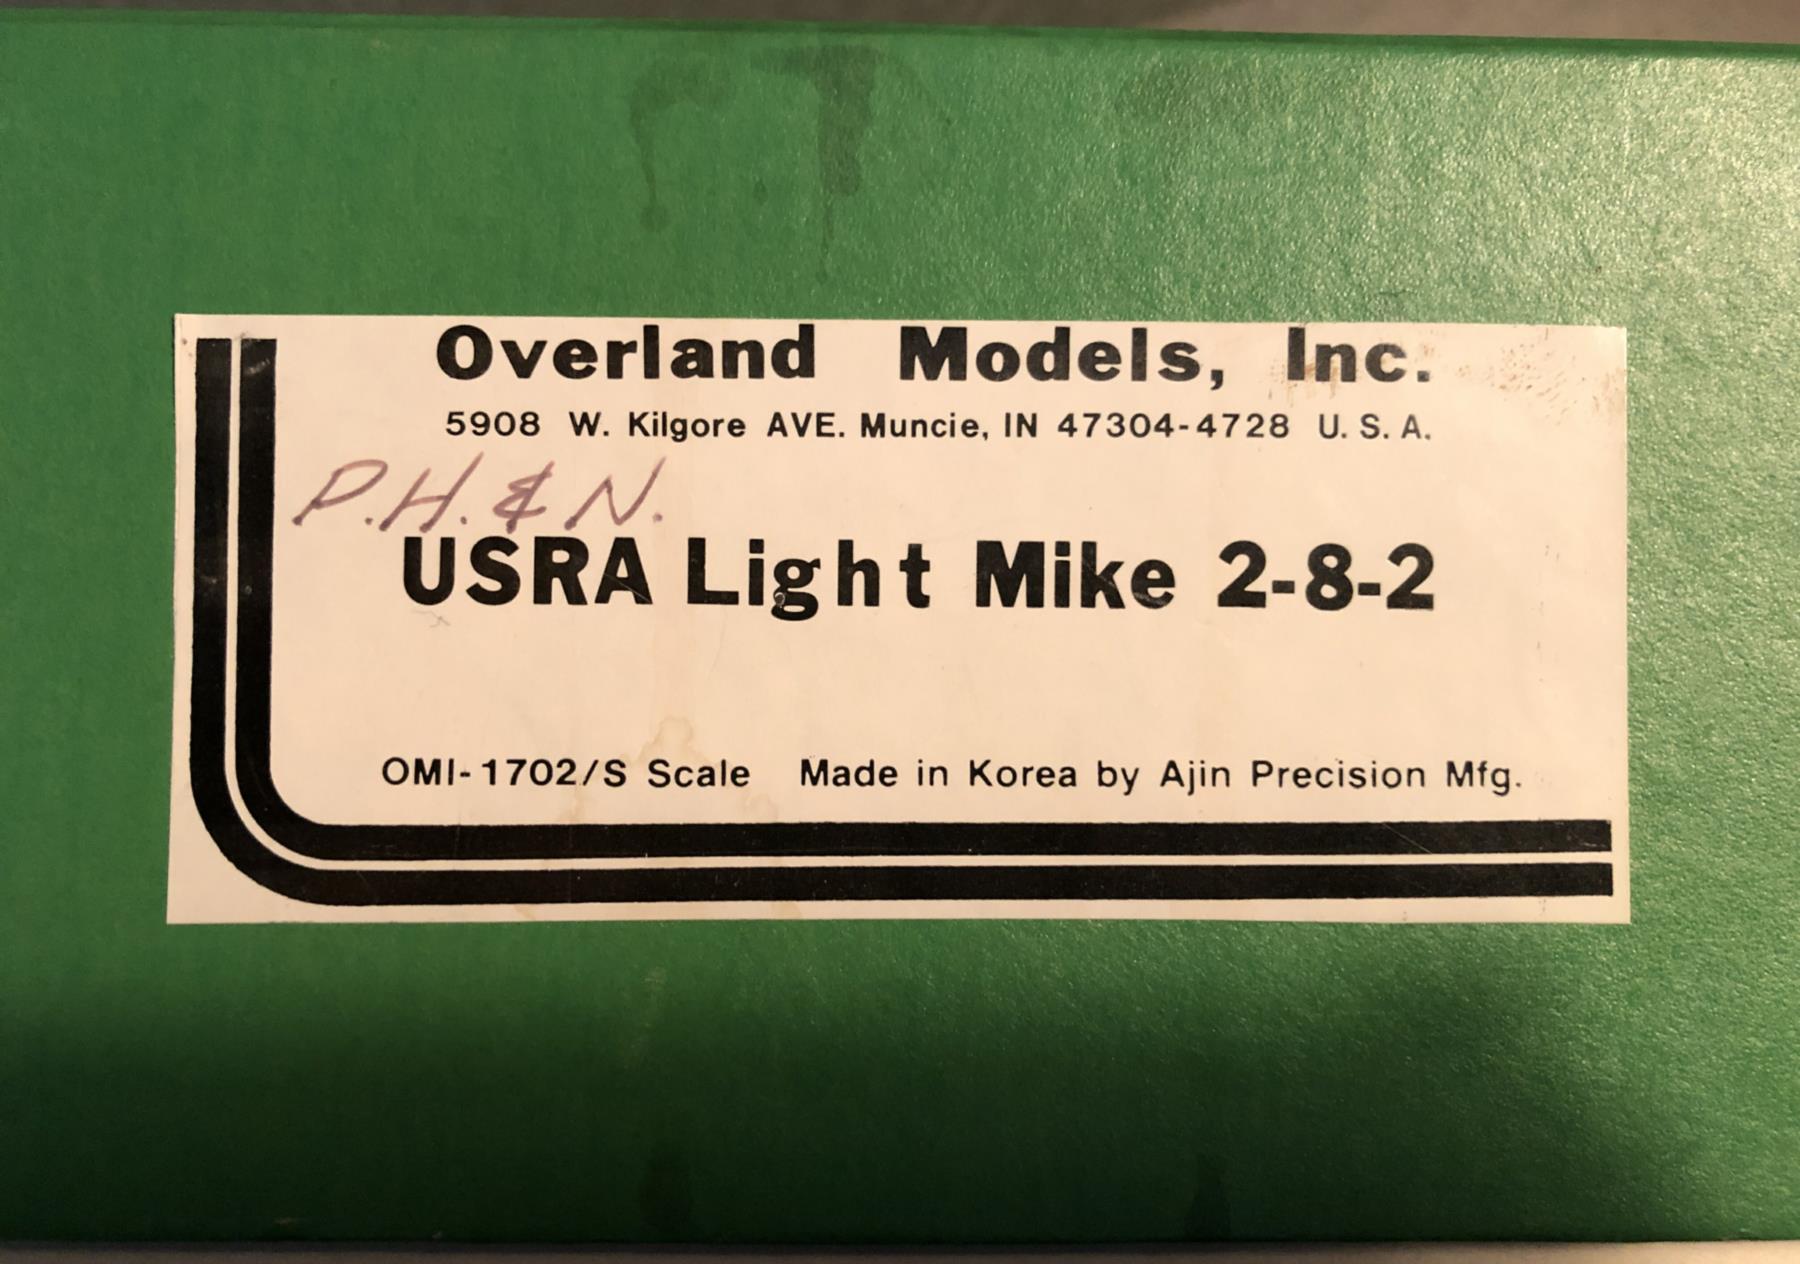 Overland Models, Inc.
5908 W. Kilgore AVE. Muncie, IN 47304-4728 U. S. A.
P.H. & N.
USRA Light Mike 2-8-2
OMI-1702/S Scale Made in Korea by Ajin Precision Mfg.